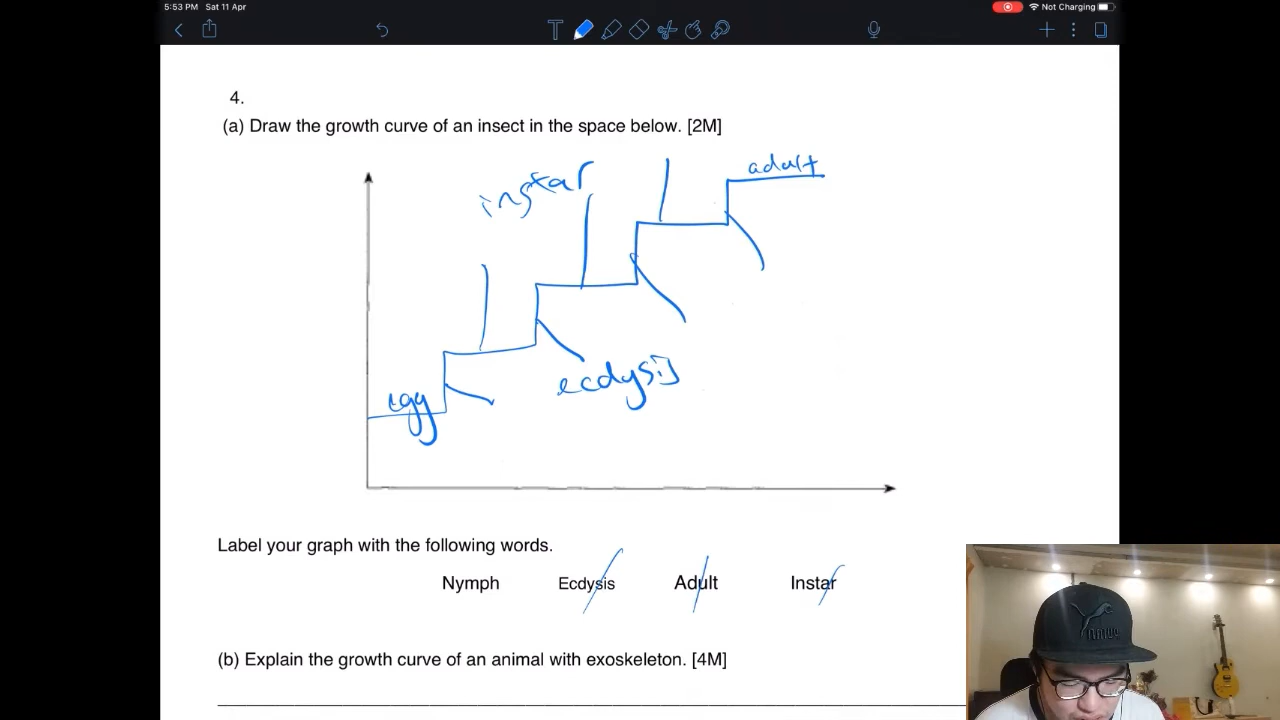 5:53 PM Sat 11 Apr
Not Charging
4.
(a) Draw the growth curve of an insect in the space below. [2M]
adult
instar
ecdysis
egg
Label your graph with the following words.
Nymph Ecdysis Adult Instar
(b) Explain the growth curve of an animal with exoskeleton. [4M]